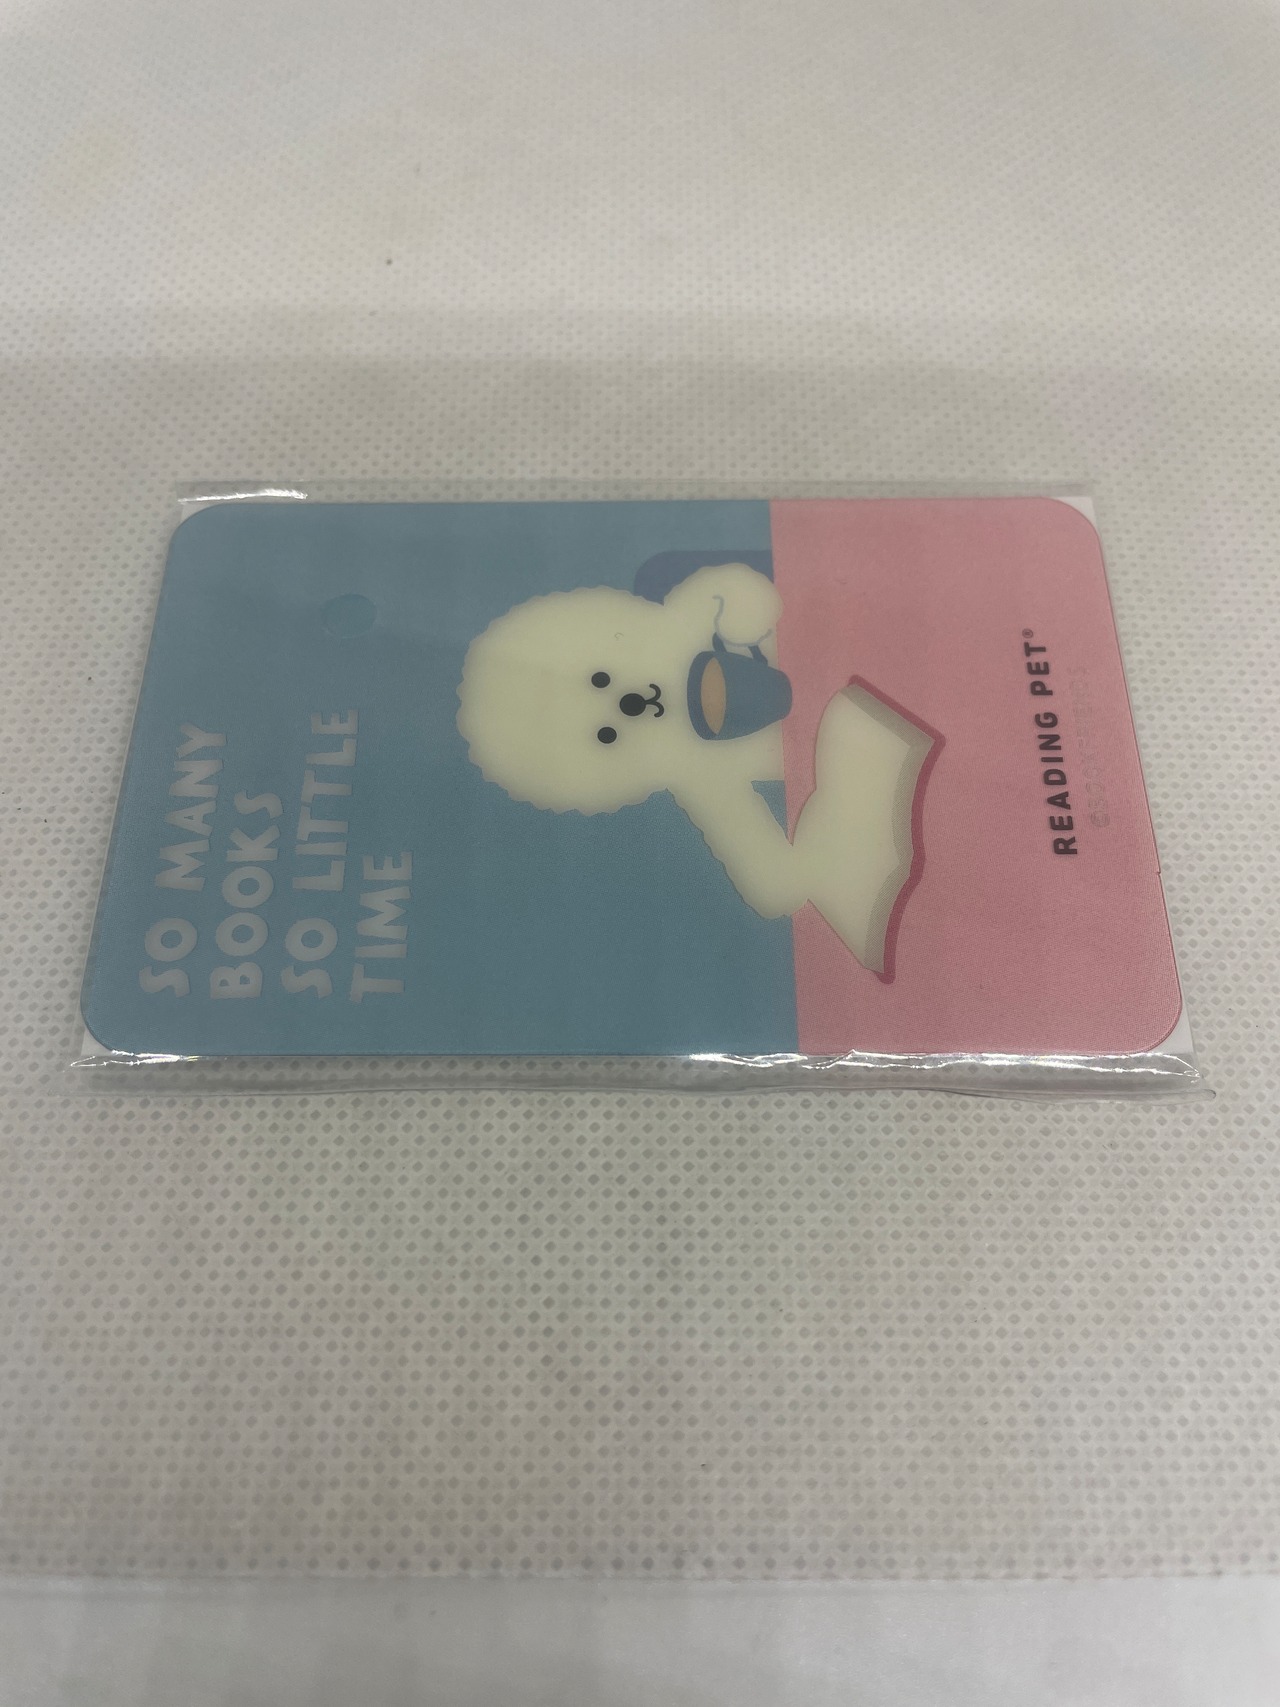 SO MANY
BOOKS
SO LITTLE
TIME
READING PET®